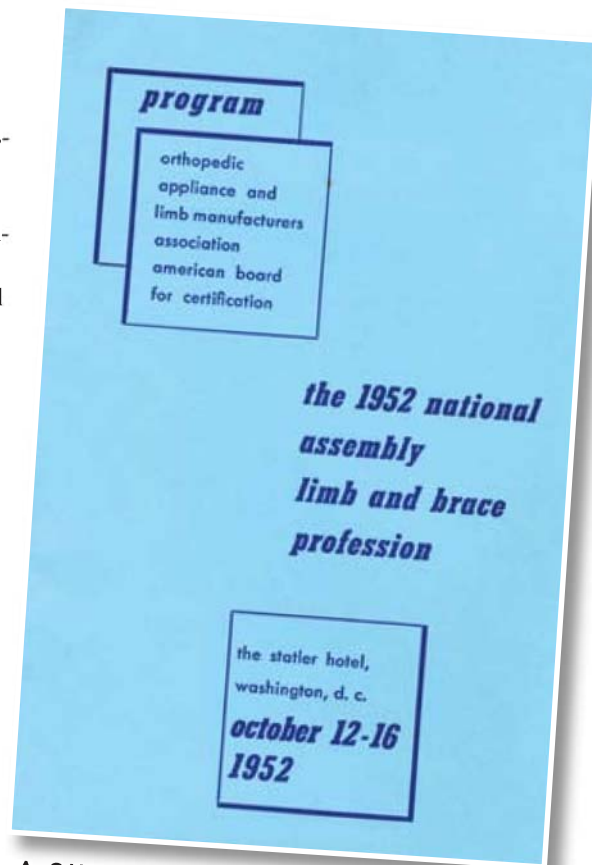 program
orthopedic
appliance and
limb manufacturers
association
american board
for certification
the 1952 national
assembly
limb and brace
profession
the statler hotel,
washington, d. c.
october 12-16
1952